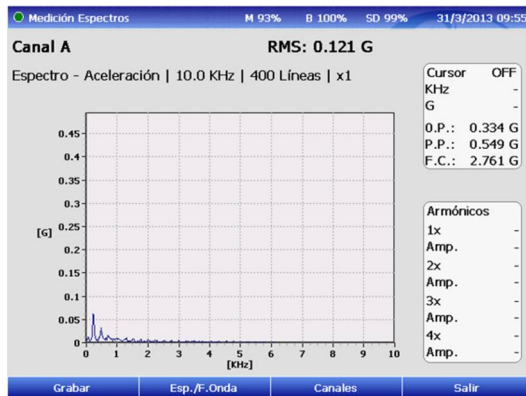 Medición Espectros M 93% B 100% SD 99% 31/3/2013 09:55
Canal A RMS: 0.121 G
Espectro - Aceleración | 10.0 KHz | 400 Líneas | x1
Cursor OFF
KHz -
G -
0.P.: 0.334 G
P.P.: 0.549 G
F.C.: 2.761 G
0.45
0.4
0.35
0.3
[G] 0.25
0.2
0.15
0.1
0.05
0
0 1 2 3 4 5 6 7 8 9 10
[KHz]
Armónicos
1x -
Amp. -
2x -
Amp. -
3x -
Amp. -
4x -
Amp. -
Grabar Esp./F.Onda Canales Salir